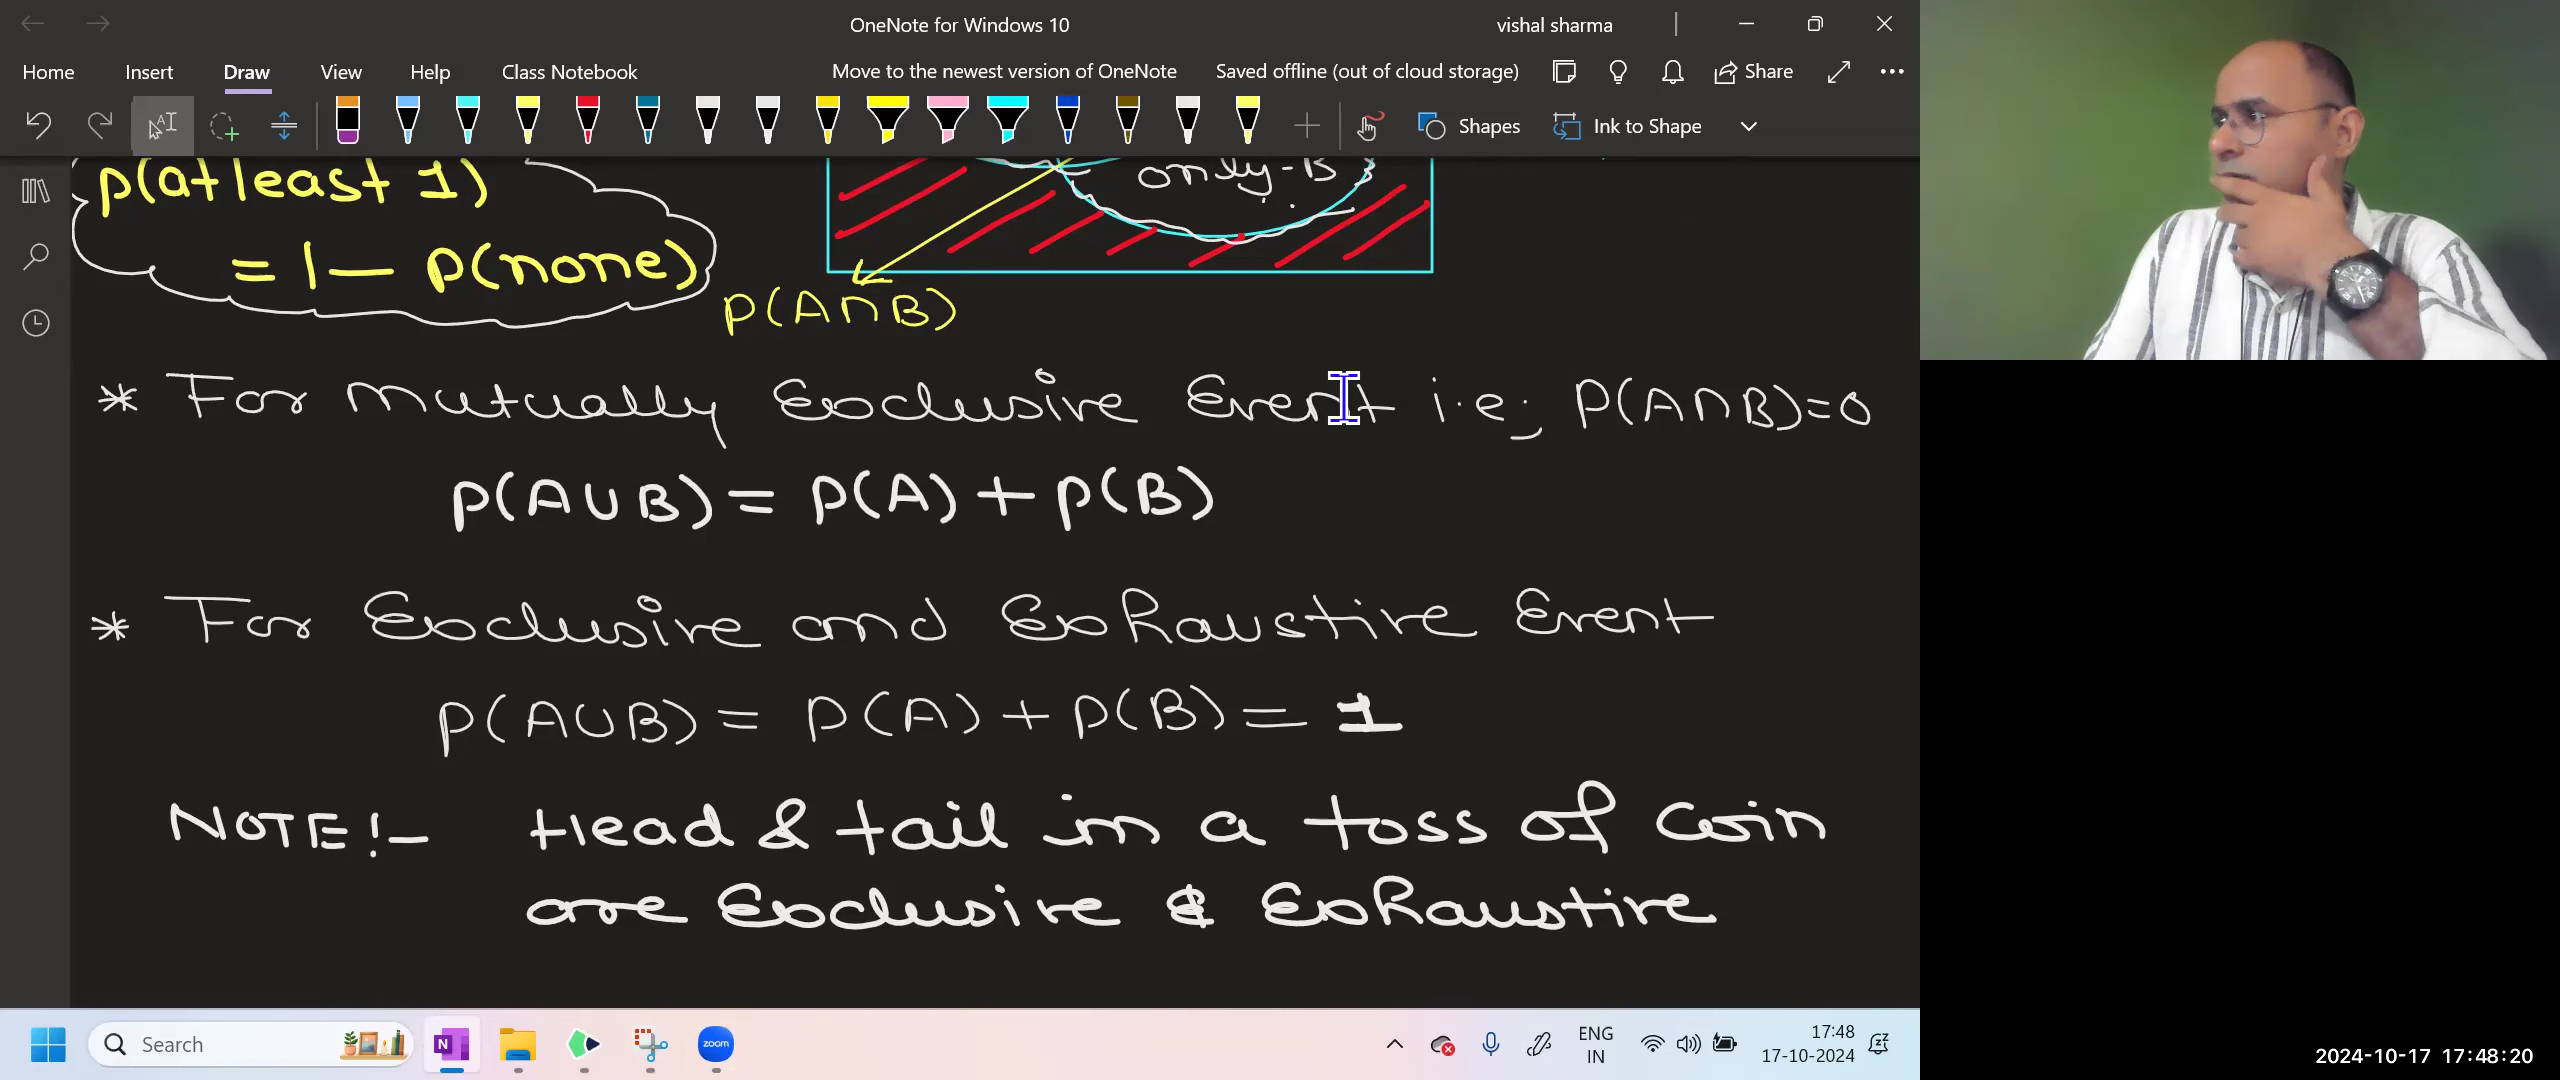 OneNote for Windows 10
vishal sharma
Home Insert Draw View Help Class Notebook
Move to the newest version of OneNote Saved offline (out of cloud storage) Share
Shapes Ink to Shape
P(at least 1)
= 1 — P(none)
only-B
P(A∩B)
* For mutually Exclusive Event i.e; P(A∩B)=0
P(A∪B) = P(A) + P(B)
* For Exclusive and Exhaustive Event
P(A∪B) = P(A) + P(B) = 1
NOTE:- Head & tail in a toss of coin
are Exclusive & Exhaustive
Search
zoom
ENG
IN
17:48
17-10-2024
2024-10-17 17:48:20